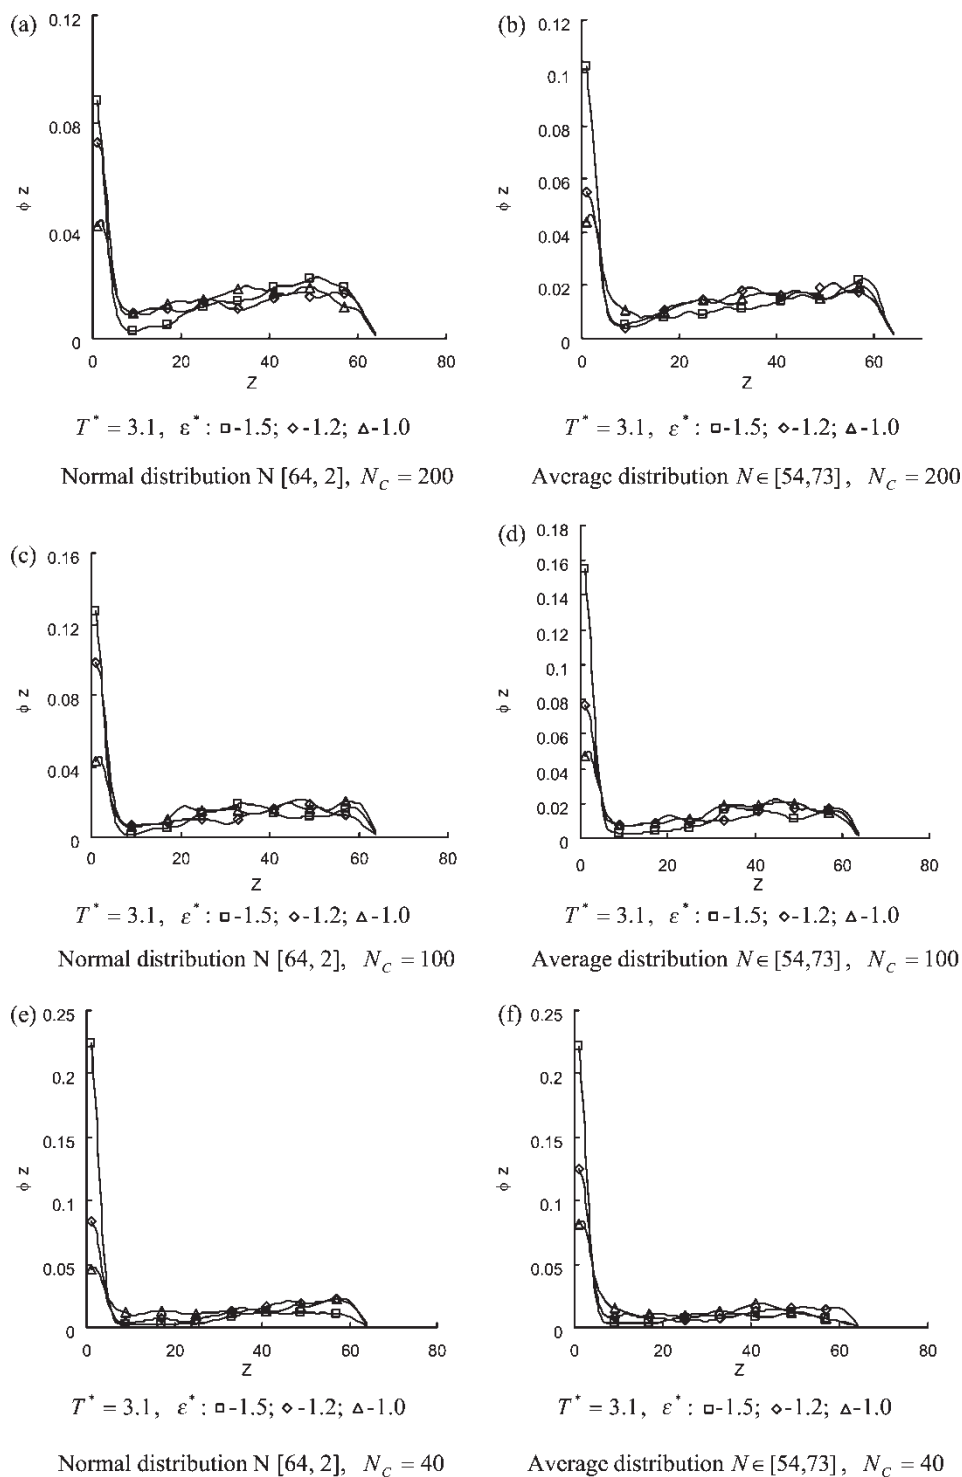 (a)
0.12
0.08
0.04
0
φ z
0 20 40 60 80
Z
T* = 3.1, ε* : □-1.5; ◇-1.2; △-1.0
Normal distribution N [64, 2], N_C = 200
(b)
0.12
0.1
0.08
0.06
0.04
0.02
0
φ z
0 20 40 60
Z
T* = 3.1, ε* : □-1.5; ◇-1.2; △-1.0
Average distribution N∈[54,73], N_C = 200
(c)
0.16
0.12
0.08
0.04
0
φ z
0 20 40 60 80
Z
T* = 3.1, ε* : □-1.5; ◇-1.2; △-1.0
Normal distribution N [64, 2], N_C = 100
(d)
0.18
0.16
0.14
0.12
0.1
0.08
0.06
0.04
0.02
0
φ z
0 20 40 60 80
Z
T* = 3.1, ε* : □-1.5; ◇-1.2; △-1.0
Average distribution N∈[54,73], N_C = 100
(e)
0.25
0.2
0.15
0.1
0.05
0
φ z
0 20 40 60 80
Z
T* = 3.1, ε* : □-1.5; ◇-1.2; △-1.0
Normal distribution N [64, 2], N_C = 40
(f)
0.25
0.2
0.15
0.1
0.05
0
φ z
0 20 40 60 80
Z
T* = 3.1, ε* : □-1.5; ◇-1.2; △-1.0
Average distribution N∈[54,73], N_C = 40